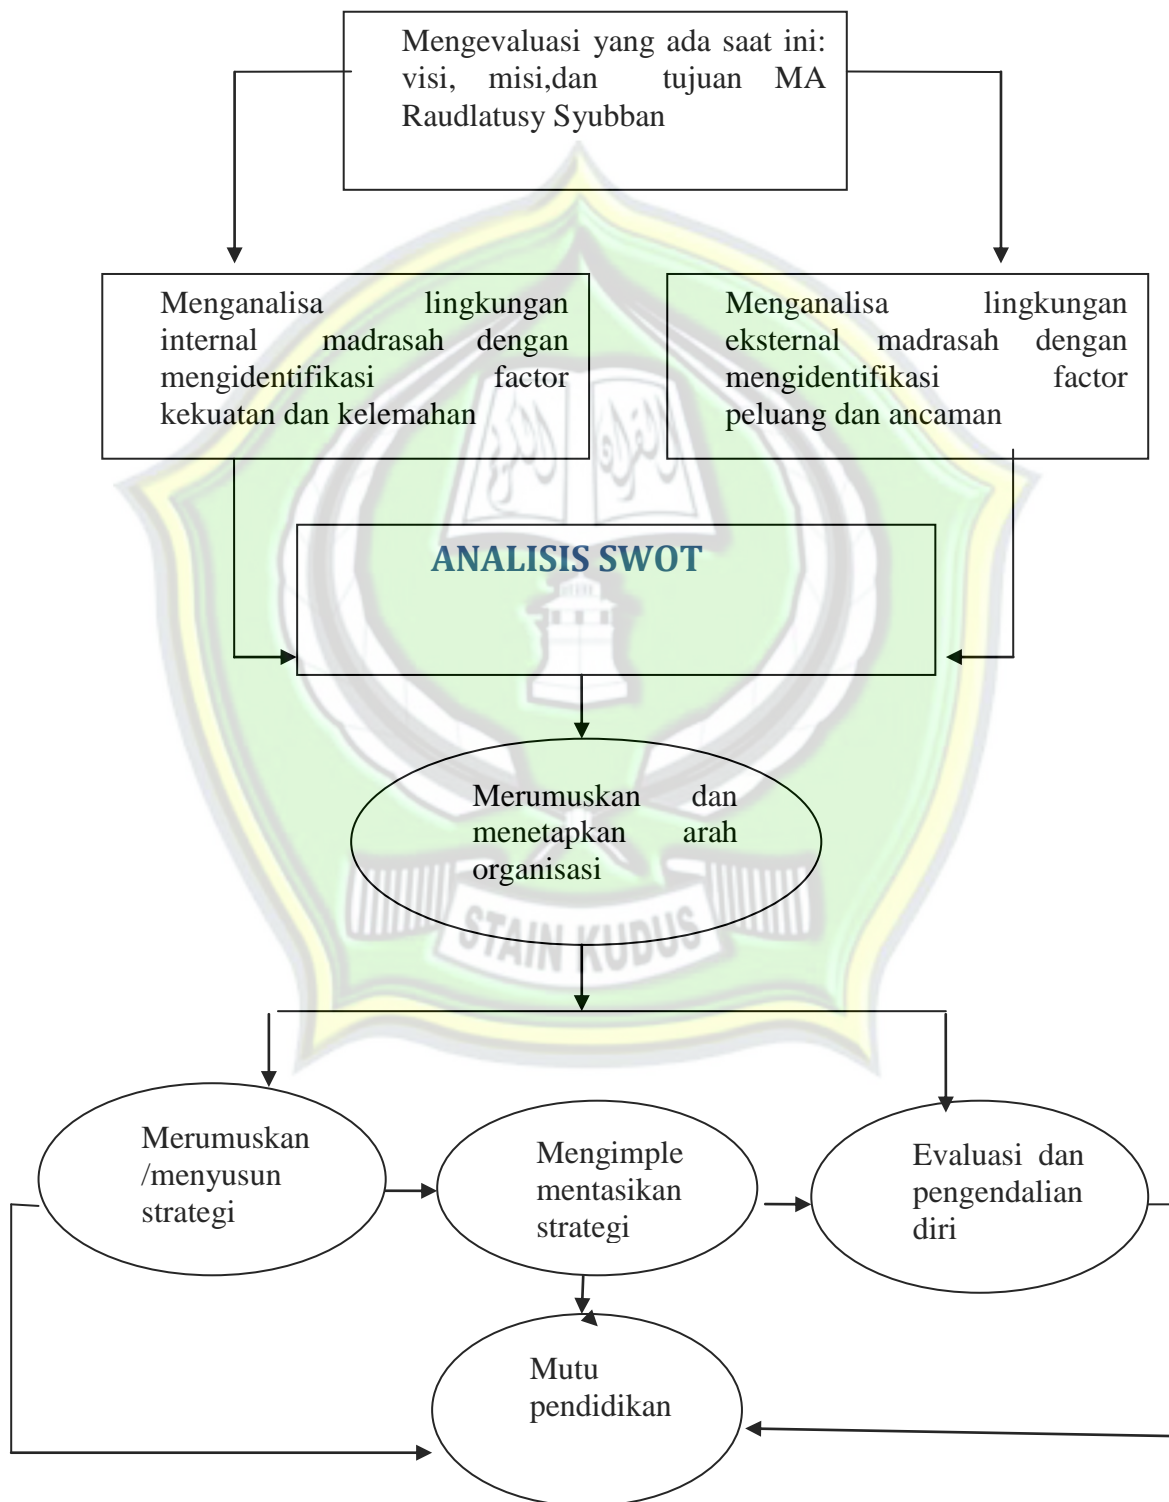 Mengevaluasi yang ada saat ini:
visi, misi,dan tujuan MA
Raudlatusy Syubban
Menganalisa lingkungan
internal madrasah dengan
mengidentifikasi factor
kekuatan dan kelemahan
Menganalisa lingkungan
eksternal madrasah dengan
mengidentifikasi factor
peluang dan ancaman
ANALISIS SWOT
Merumuskan dan
menetapkan arah
organisasi
STAIN KUDUS
Merumuskan
/menyusun
strategi
Mengimple
mentasikan
strategi
Evaluasi dan
pengendalian
diri
Mutu
pendidikan